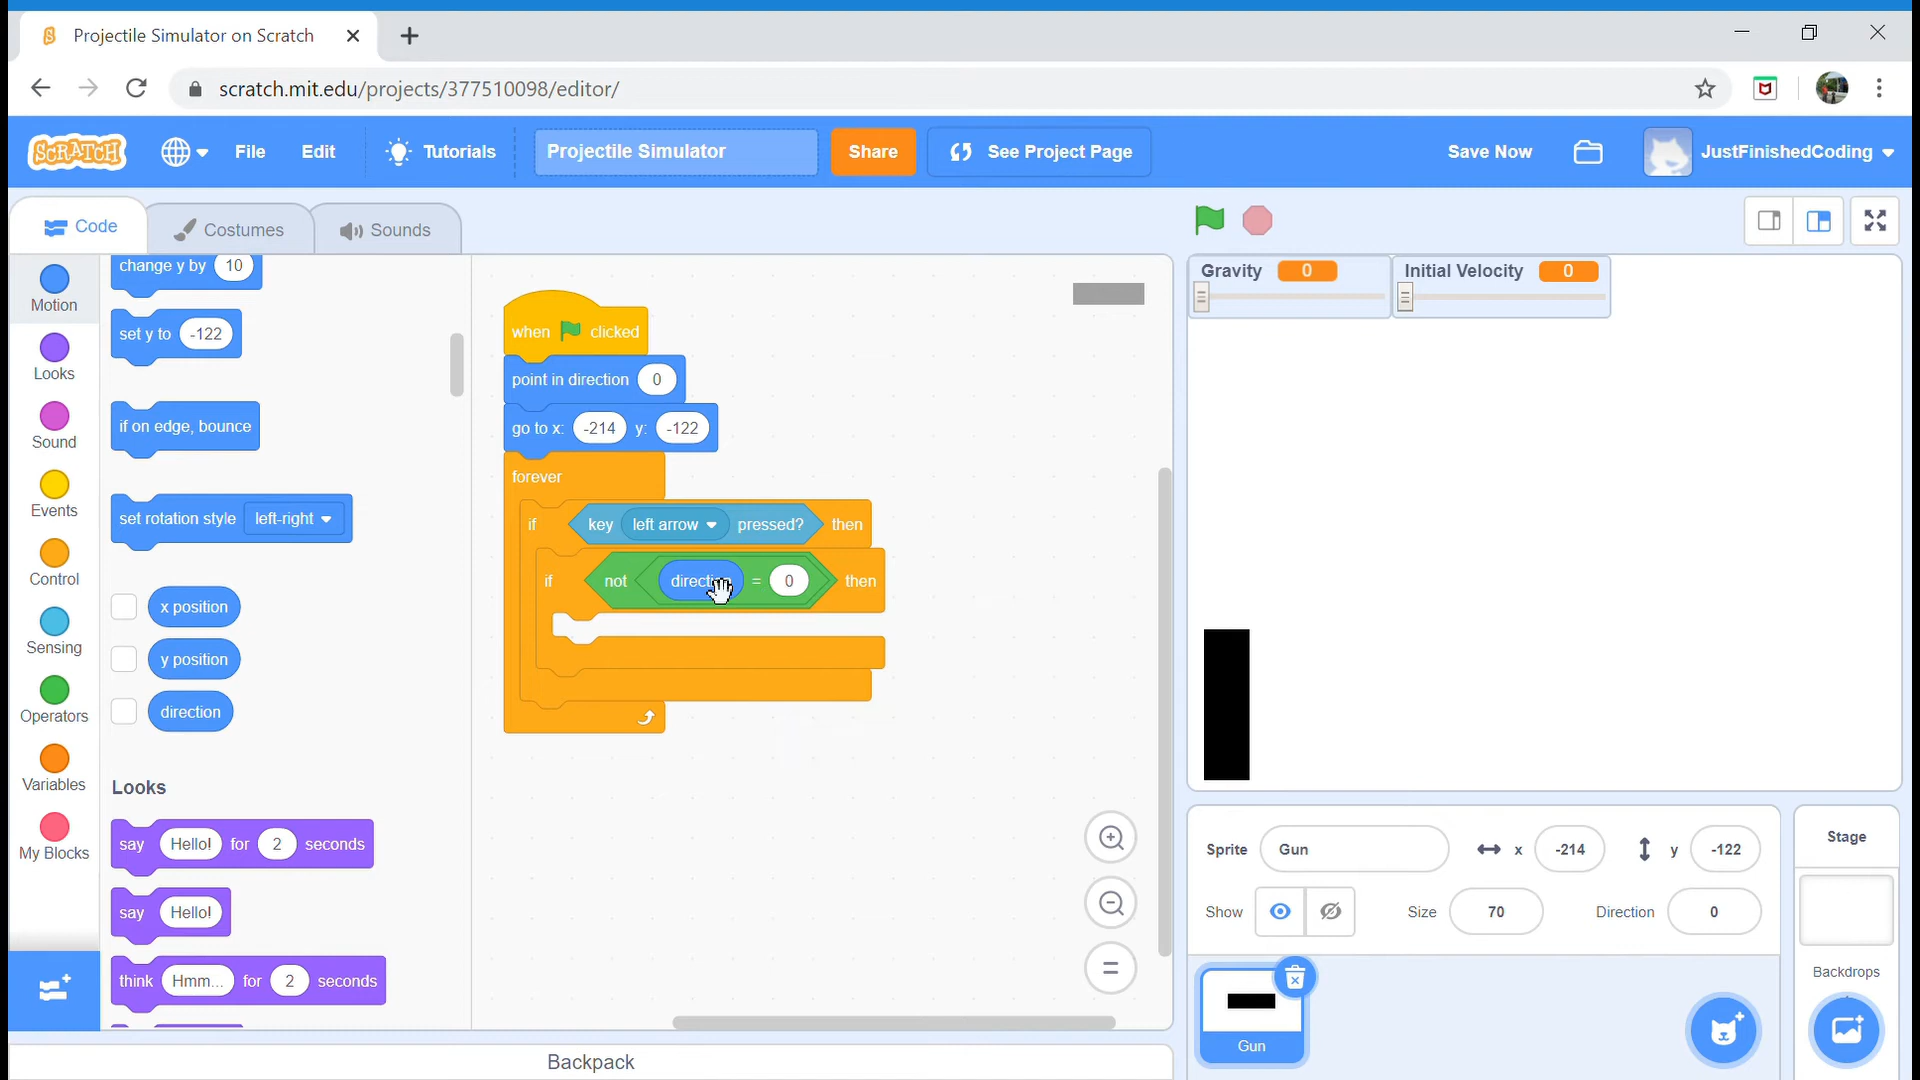 Projectile Simulator on Scratch
scratch.mit.edu/projects/377510098/editor/
SCRATCH
File
Edit
Tutorials
Projectile Simulator
Share
See Project Page
Save Now
JustFinishedCoding
Code
Costumes
Sounds
Motion
Looks
Sound
Events
Control
Sensing
Operators
Variables
My Blocks
change y by 10
set y to -122
if on edge, bounce
set rotation style left-right
x position
y position
direction
Looks
say Hello! for 2 seconds
say Hello!
think Hmm... for 2 seconds
when clicked
point in direction 0
go to x: -214 y: -122
forever
if key left arrow pressed? then
if not direction = 0 then
Backpack
Gravity 0
Initial Velocity 0
Sprite Gun x -214 y -122
Show Size 70 Direction 0
Gun
Stage
Backdrops